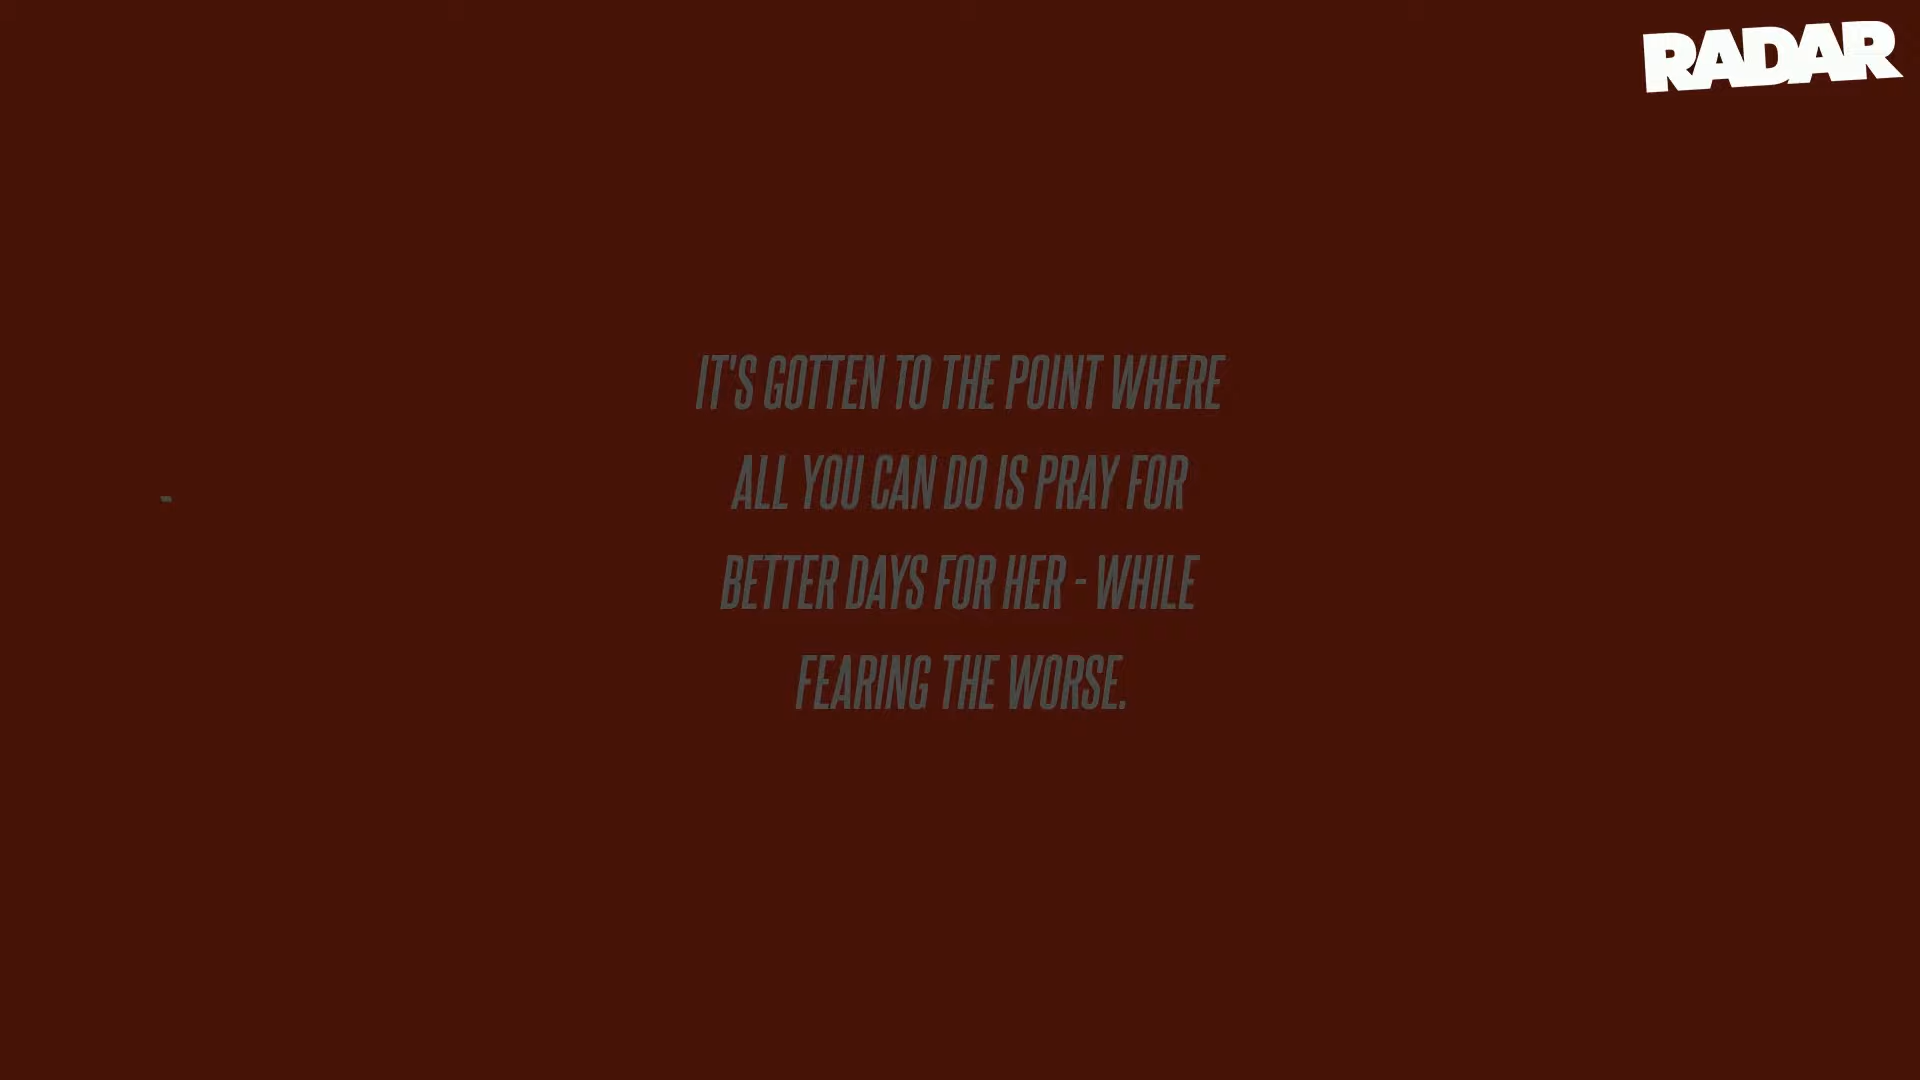 RADAR
IT'S GOTTEN TO THE POINT WHERE
ALL YOU CAN DO IS PRAY FOR
BETTER DAYS FOR HER - WHILE
FEARING THE WORSE.